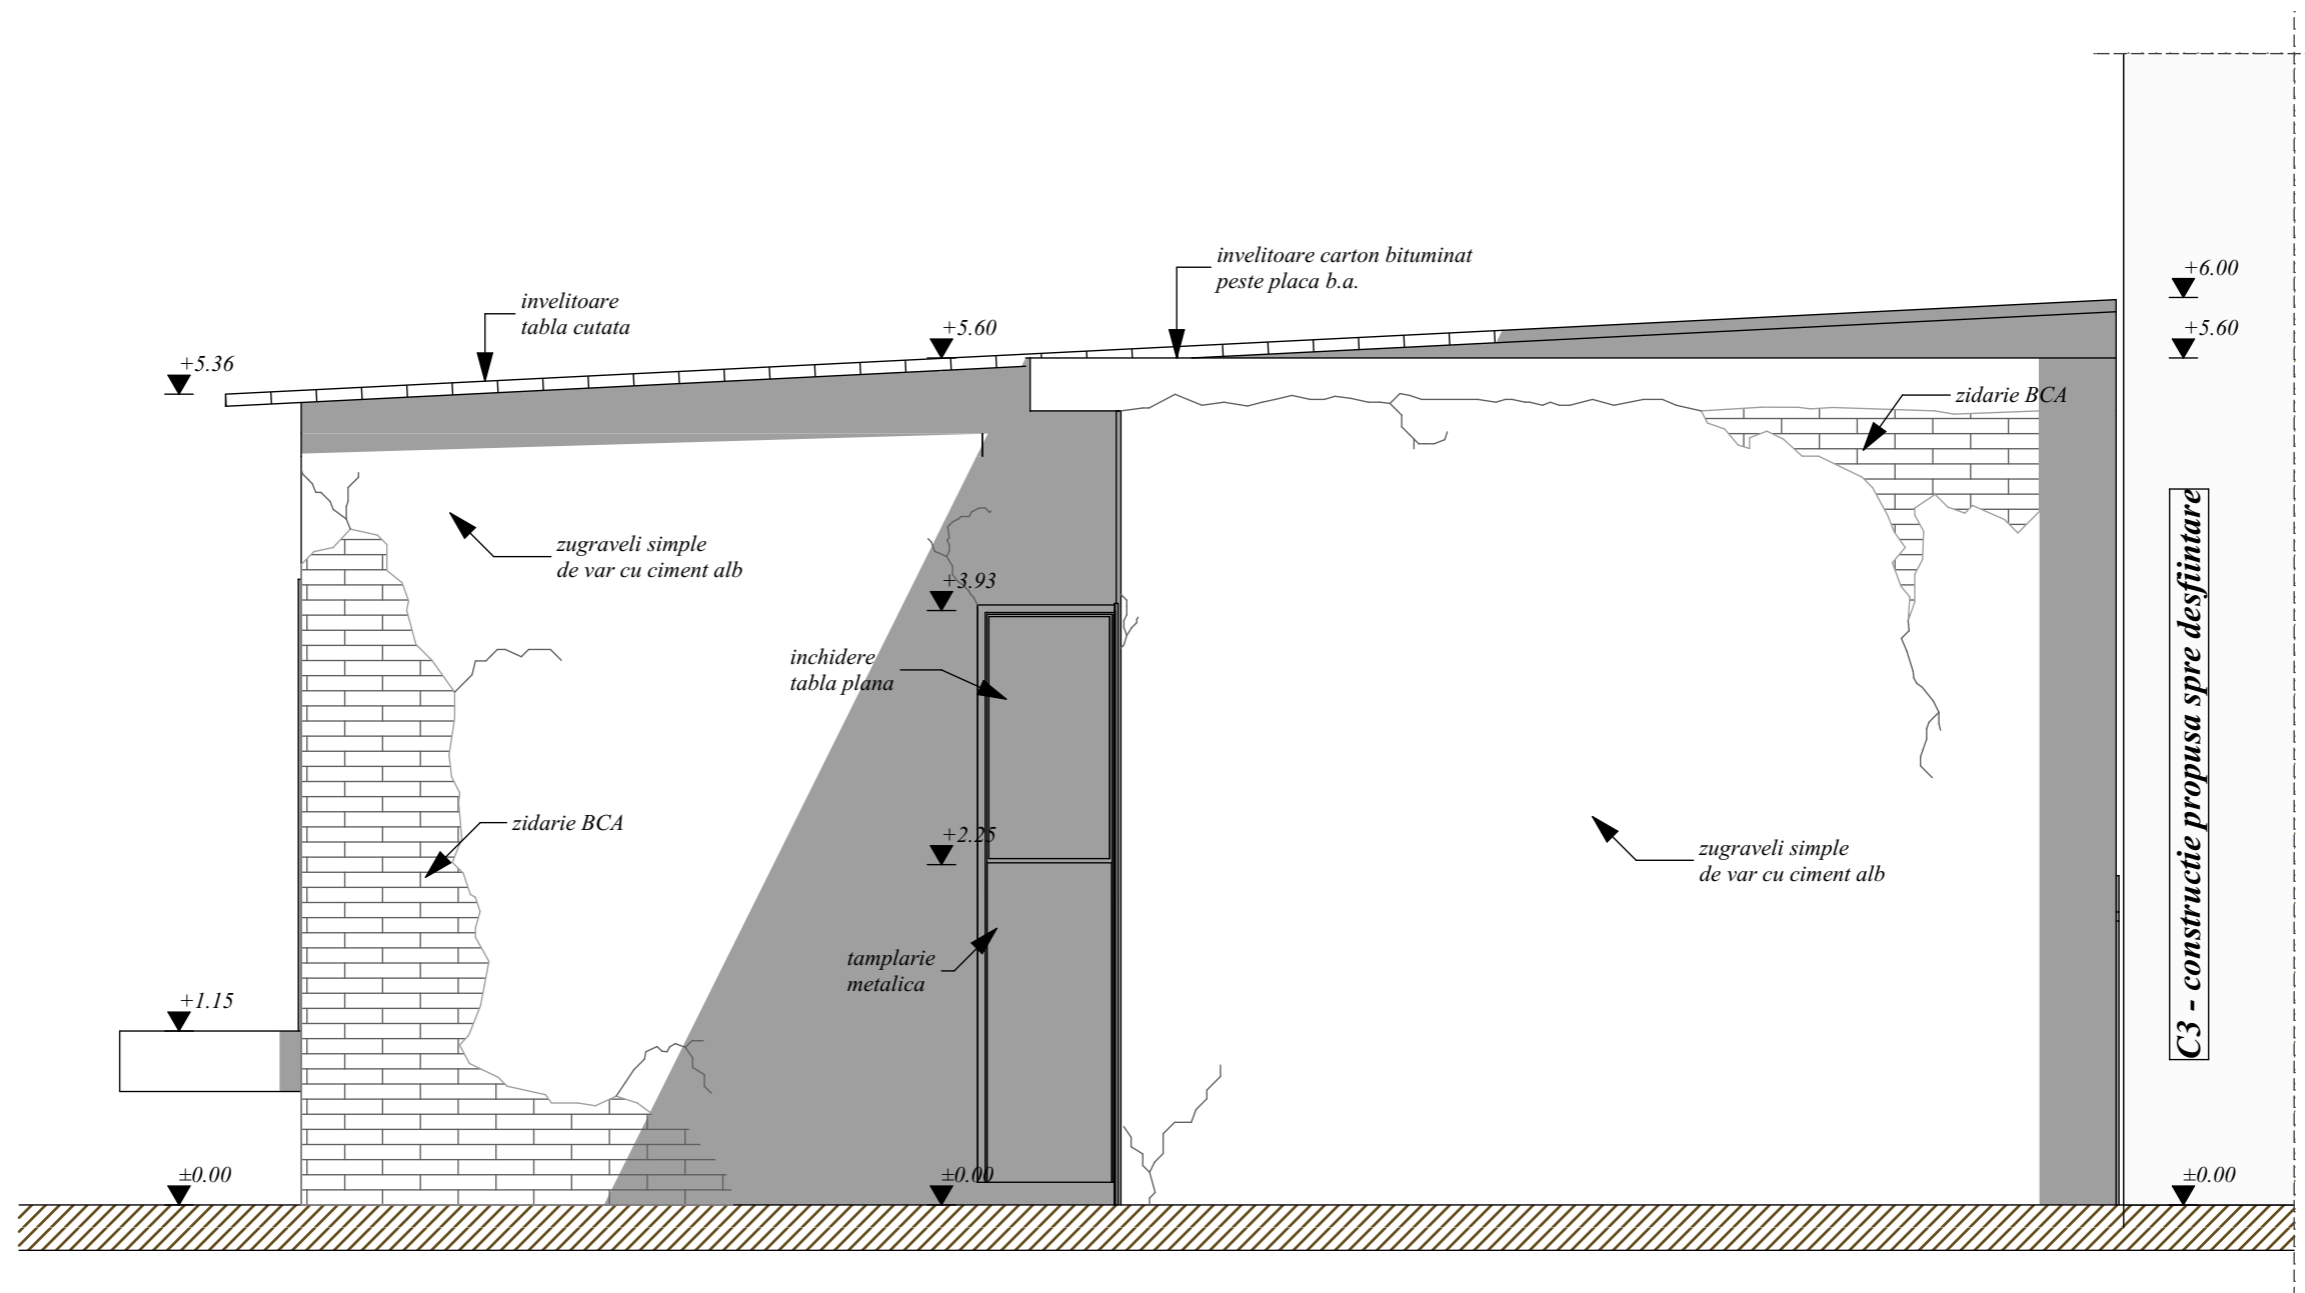 invelitoare carton bituminat
peste placa b.a.
+6.00
invelitoare
tabla cutata
+5.60
+5.60
+5.36
zidarie BCA
zugraveli simple
de var cu ciment alb
+3.93
inchidere
tabla plana
C3 - constructie propusa spre desfiintare
zidarie BCA
+2.25
zugraveli simple
de var cu ciment alb
tamplarie
metalica
+1.15
±0.00
±0.00
±0.00